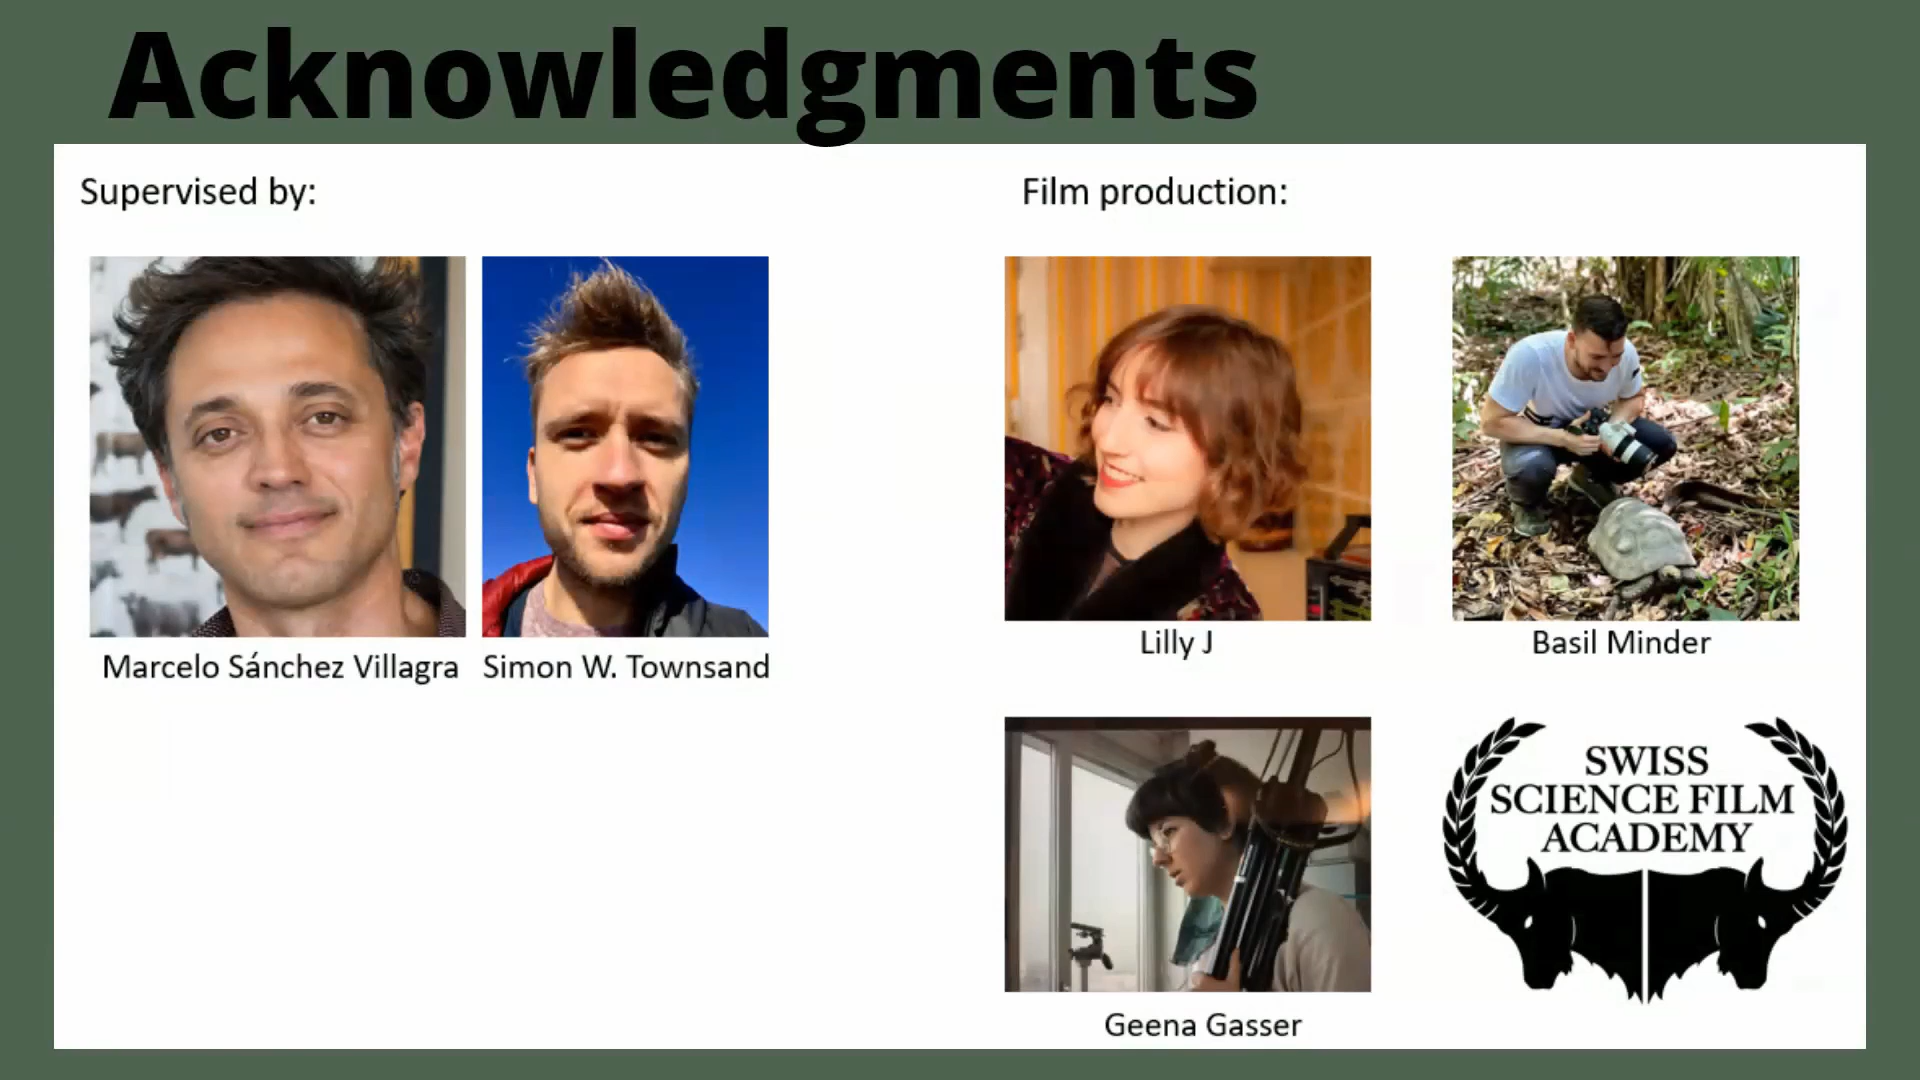 Acknowledgments
Supervised by:
Marcelo Sánchez Villagra
Simon W. Townsand
Film production:
Lilly J
Basil Minder
Geena Gasser
SWISS
SCIENCE FILM
ACADEMY